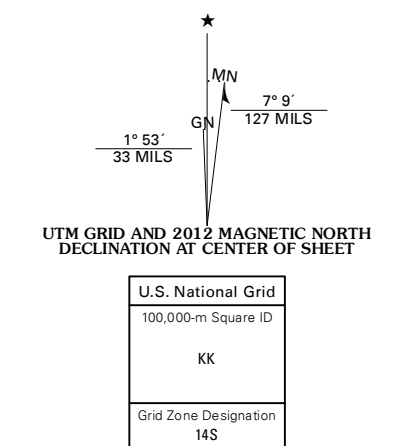 ★
MN
GN
7° 9´
127 MILS
1° 53´
33 MILS
UTM GRID AND 2012 MAGNETIC NORTH
DECLINATION AT CENTER OF SHEET
U.S. National Grid
100,000-m Square ID
KK
Grid Zone Designation
14S